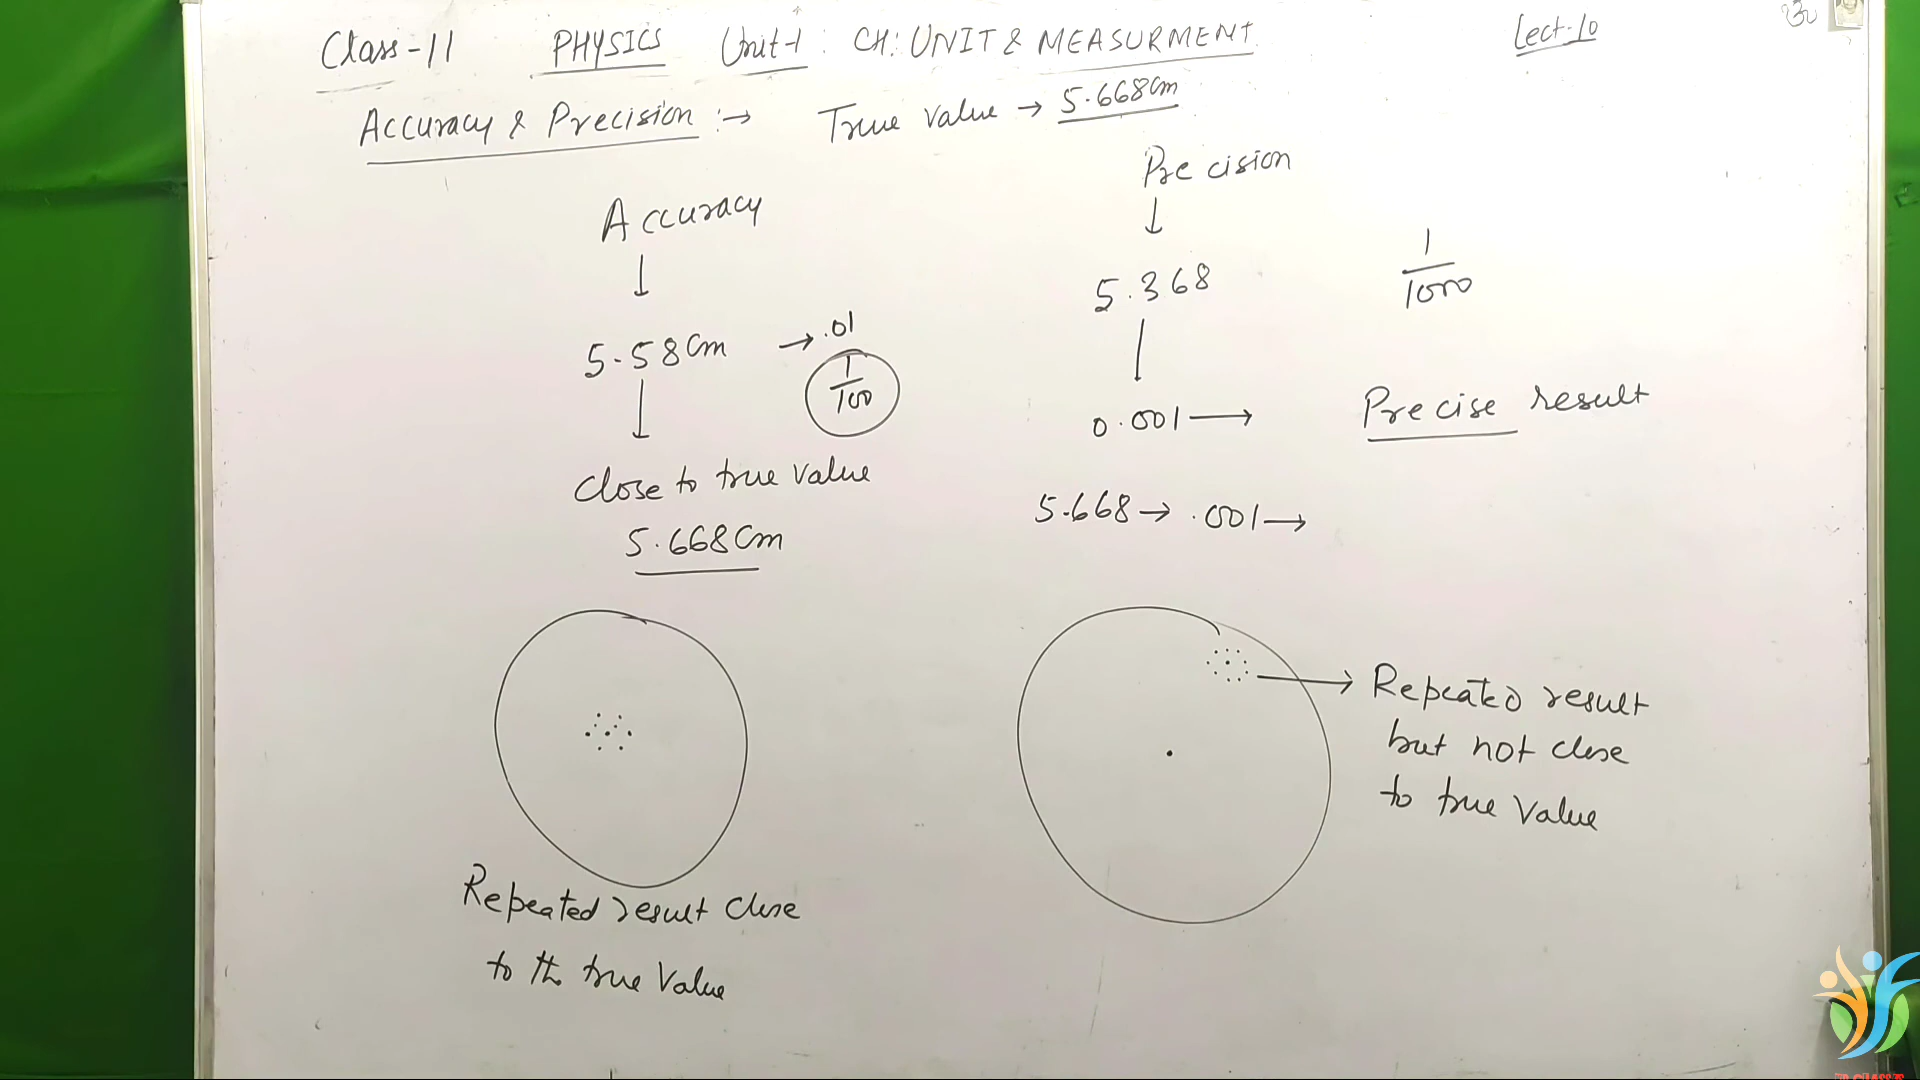 Class-11 PHYSICS Unit-1 : CH: UNIT & MEASURMENT Lect-10
Accuracy & Precision :→ True value → 5.668cm
Accuracy
5.58cm → .01
1/100
Close to true value
5.668cm
Repeated result close
to th true value
Precision
5.368
1/1000
0.001 → Precise result
5.668 → .001 →
Repeated result
but not close
to true value